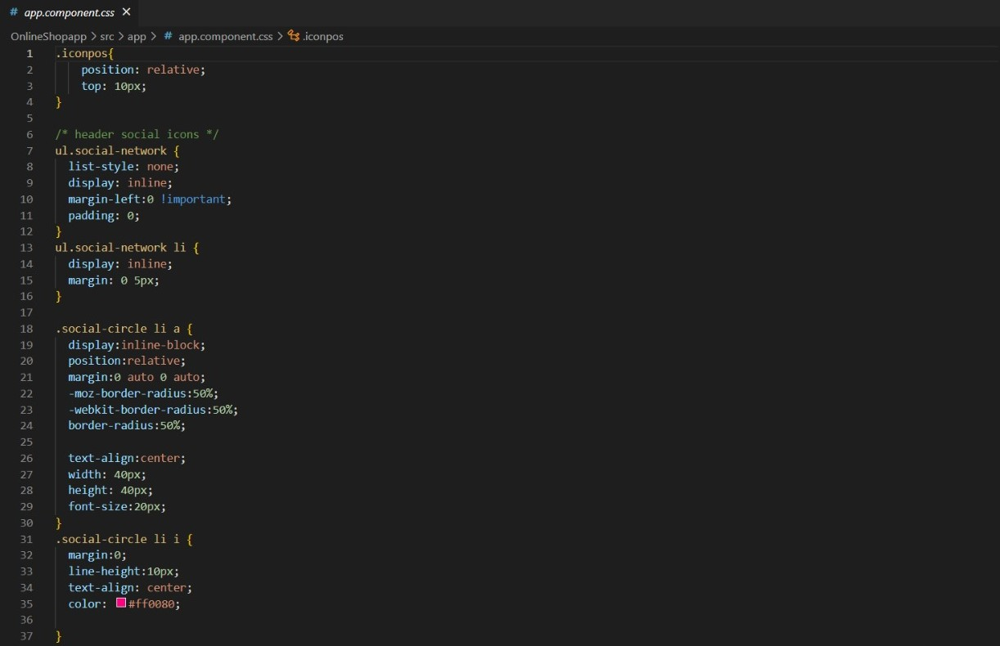 # app.component.css ✕
OnlineShopapp > src > app > # app.component.css > .iconpos
1 .iconpos{
2     position: relative;
3     top: 10px;
4 }
5
6 /* header social icons */
7 ul.social-network {
8   list-style: none;
9   display: inline;
10   margin-left:0 !important;
11   padding: 0;
12 }
13 ul.social-network li {
14   display: inline;
15   margin: 0 5px;
16 }
17
18 .social-circle li a {
19   display:inline-block;
20   position:relative;
21   margin:0 auto 0 auto;
22   -moz-border-radius:50%;
23   -webkit-border-radius:50%;
24   border-radius:50%;
25
26   text-align:center;
27   width: 40px;
28   height: 40px;
29   font-size:20px;
30 }
31 .social-circle li i {
32   margin:0;
33   line-height:10px;
34   text-align: center;
35   color: #ff0080;
36
37 }